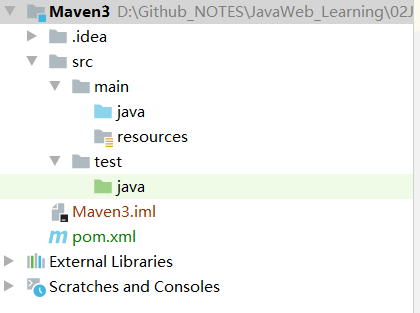 Maven3 D:\Github_NOTES\JavaWeb_Learning\02J
.idea
src
main
java
resources
test
java
Maven3.iml
pom.xml
External Libraries
Scratches and Consoles